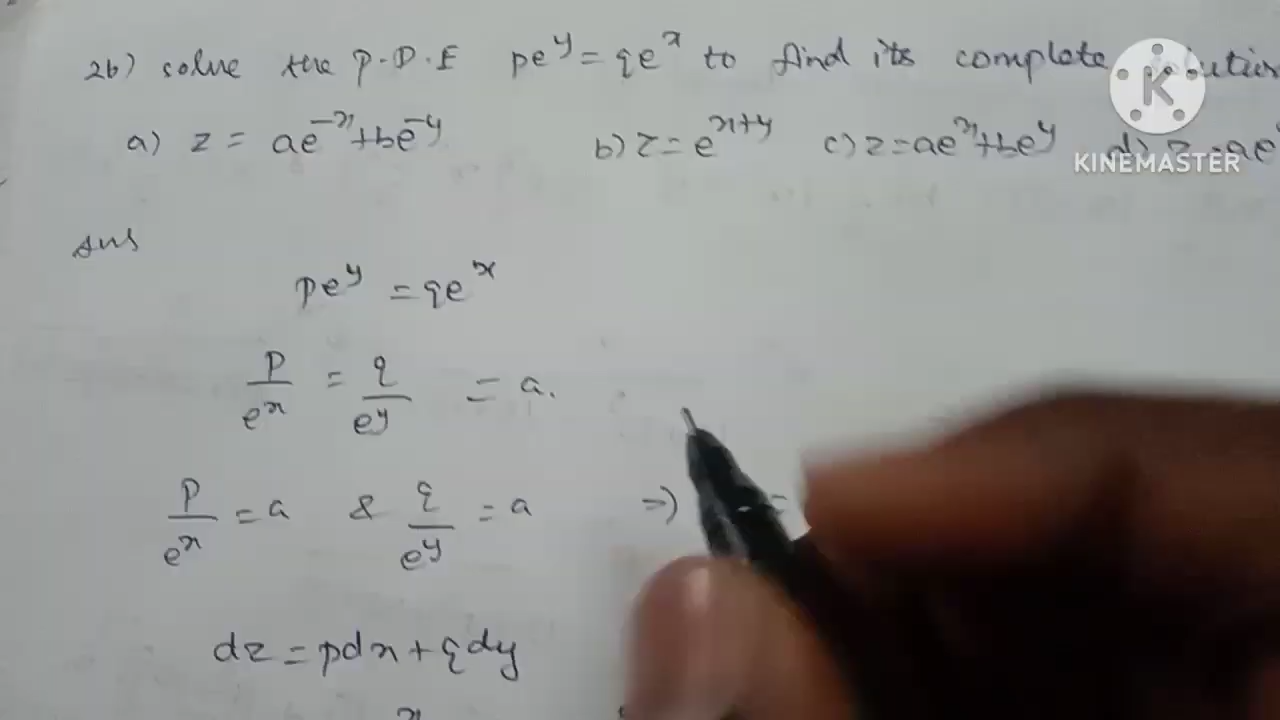 26) solve the P.D.E pe^y = qe^x to find its complete
a) z = ae^-x + be^-y b) z = e^x+y c) z = ae^x + be^y d) z = ae
KINEMASTER
Ans
pe^y = qe^x
p/e^x = q/e^y = a.
p/e^x = a & q/e^y = a =>) =
dz = pdx + qdy